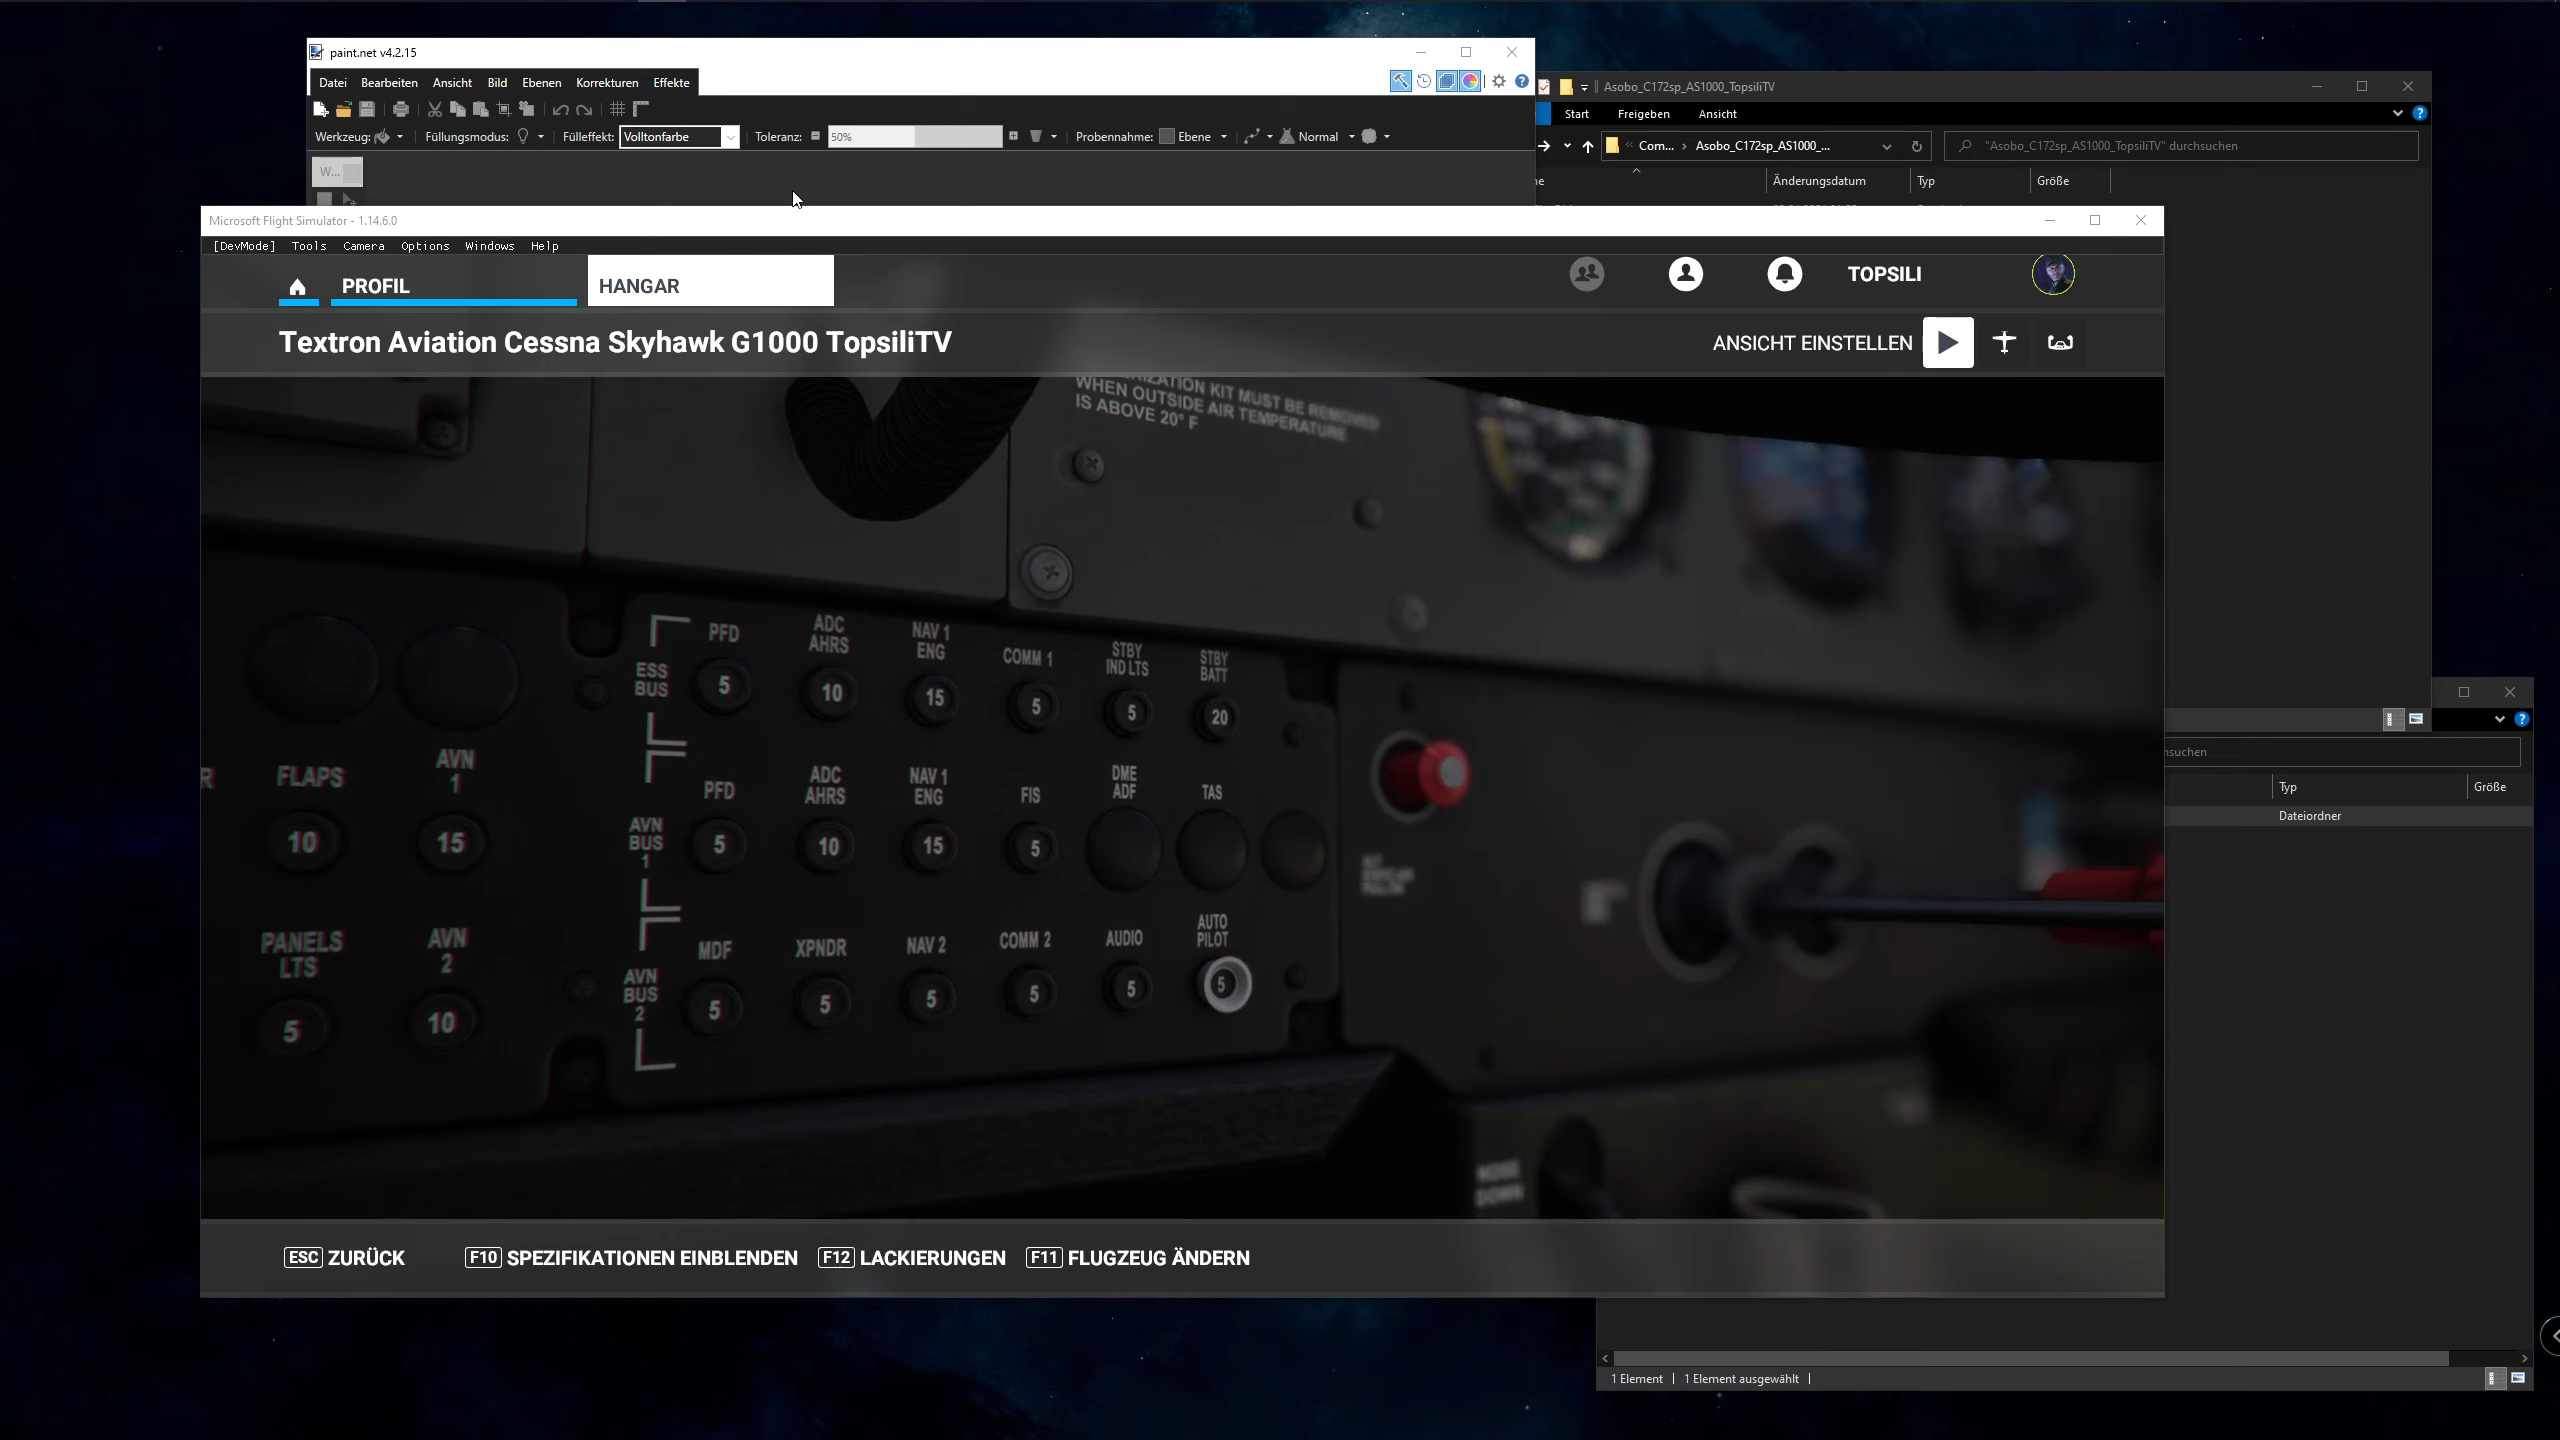 paint.net v4.2.15
Datei Bearbeiten Ansicht Bild Ebenen Korrekturen Effekte
Werkzeug: Füllungsmodus: Fülleffekt: Volltonfarbe Toleranz: 50% Probennahme: Ebene Normal
W...
Asobo_C172sp_AS1000_TopsiliTV
Start Freigeben Ansicht
Com... Asobo_C172sp_AS1000_...
"Asobo_C172sp_AS1000_TopsiliTV" durchsuchen
Änderungsdatum Typ Größe
Microsoft Flight Simulator - 1.14.6.0
[DevMode] Tools Camera Options Windows Help
PROFIL HANGAR TOPSILI
Textron Aviation Cessna Skyhawk G1000 TopsiliTV
ANSICHT EINSTELLEN
WHEN OUTSIDE AIR TEMPERATURE
IS ABOVE 20° F
ESS
BUS
PFD
5
ADC
AHRS
10
NAV 1
ENG
15
COMM 1
5
STBY
IND LTS
5
STBY
BATT
20
FLAPS
10
AVN
1
15
AVN
BUS
1
PFD
5
ADC
AHRS
10
NAV 1
ENG
15
FIS
5
DME
ADF
TAS
PANELS
LTS
5
AVN
2
10
AVN
BUS
2
MDF
5
XPNDR
5
NAV 2
5
COMM 2
5
AUDIO
5
AUTO
PILOT
5
NOSE
DOWN
ESC ZURÜCK F10 SPEZIFIKATIONEN EINBLENDEN F12 LACKIERUNGEN F11 FLUGZEUG ÄNDERN
Typ Größe
Dateiordner
1 Element 1 Element ausgewählt